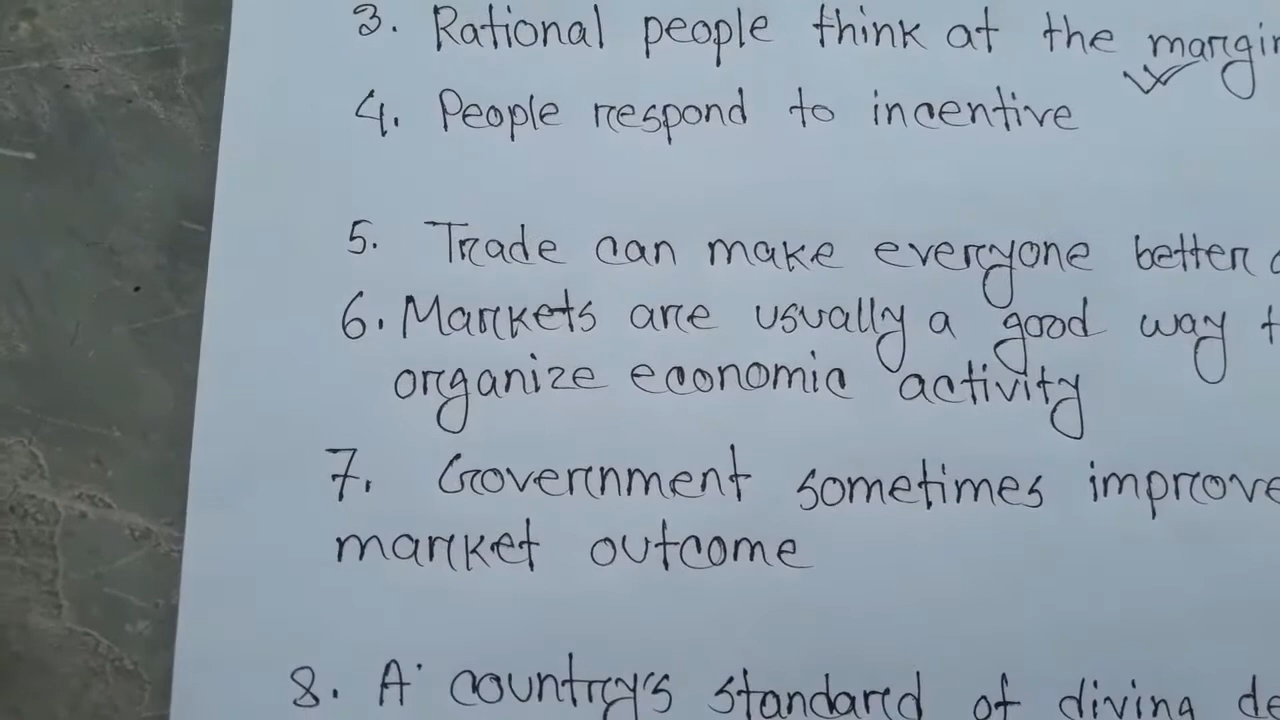 3. Rational people think at the margin
4. People respond to incentive
5. Trade can make everyone better
6. Markets are usually a good way
organize economic activity
7. Government sometimes improve
market outcome
8. A country's standard of diving